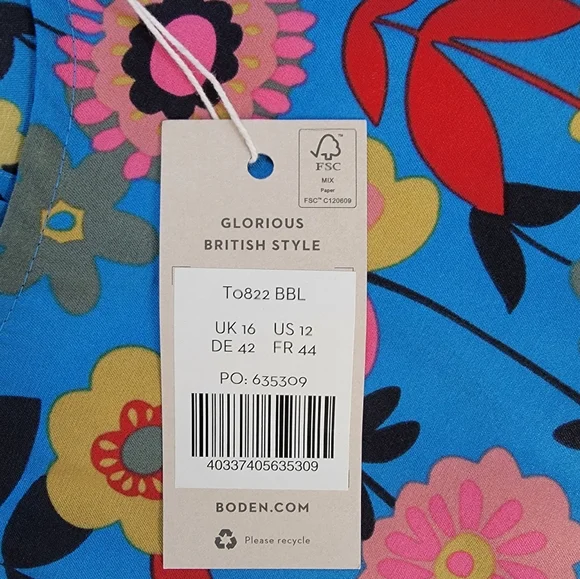 FSC™
MIX
Paper
FSC™ C120609
GLORIOUS
BRITISH STYLE
T0822 BBL
UK 16 US 12
DE 42 FR 44
PO: 635309
40337405635309
BODEN.COM
Please recycle